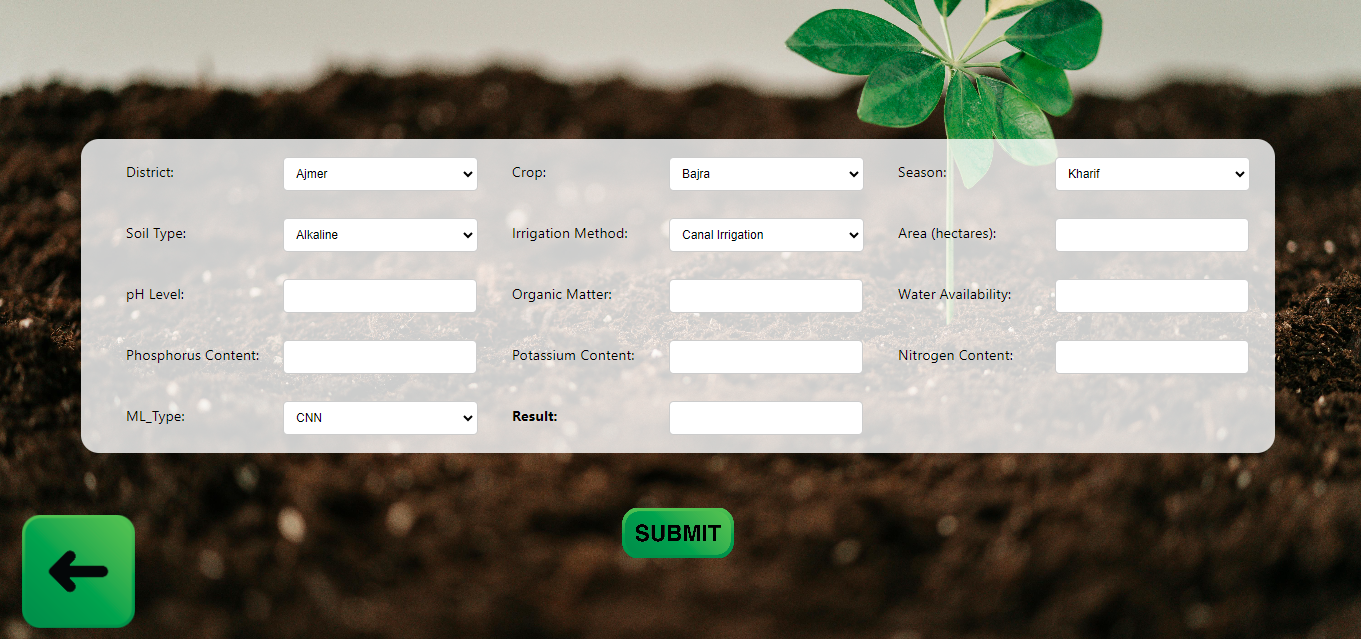 District: Ajmer Crop: Bajra Season: Kharif
Soil Type: Alkaline Irrigation Method: Canal Irrigation Area (hectares):
pH Level: Organic Matter: Water Availability:
Phosphorus Content: Potassium Content: Nitrogen Content:
ML_Type: CNN Result:
SUBMIT